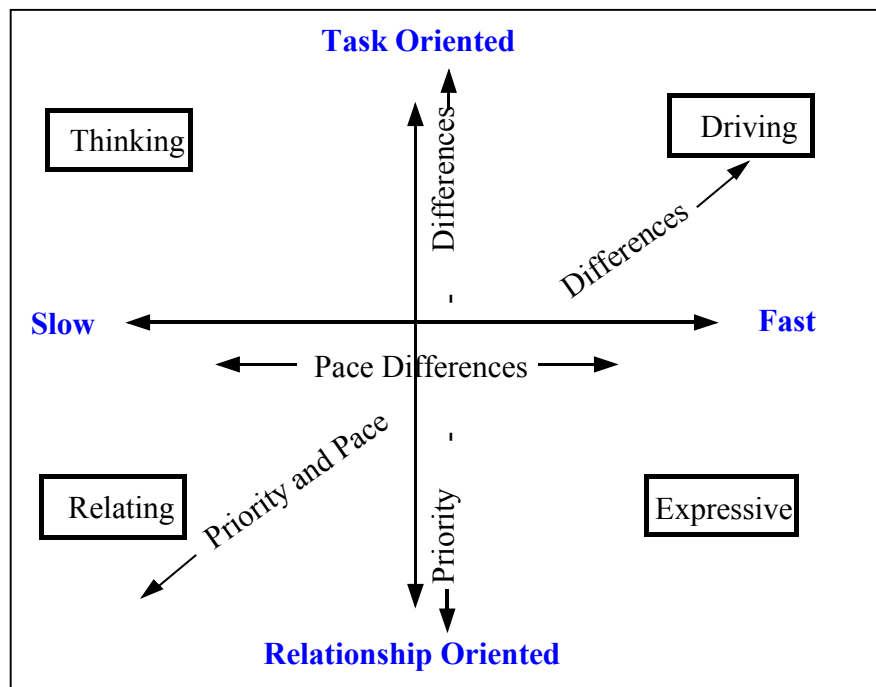 Task Oriented
Thinking
Driving
Differences
Differences
-
Slow
Fast
Pace Differences
-
Priority and Pace
Priority
Relating
Expressive
Relationship Oriented